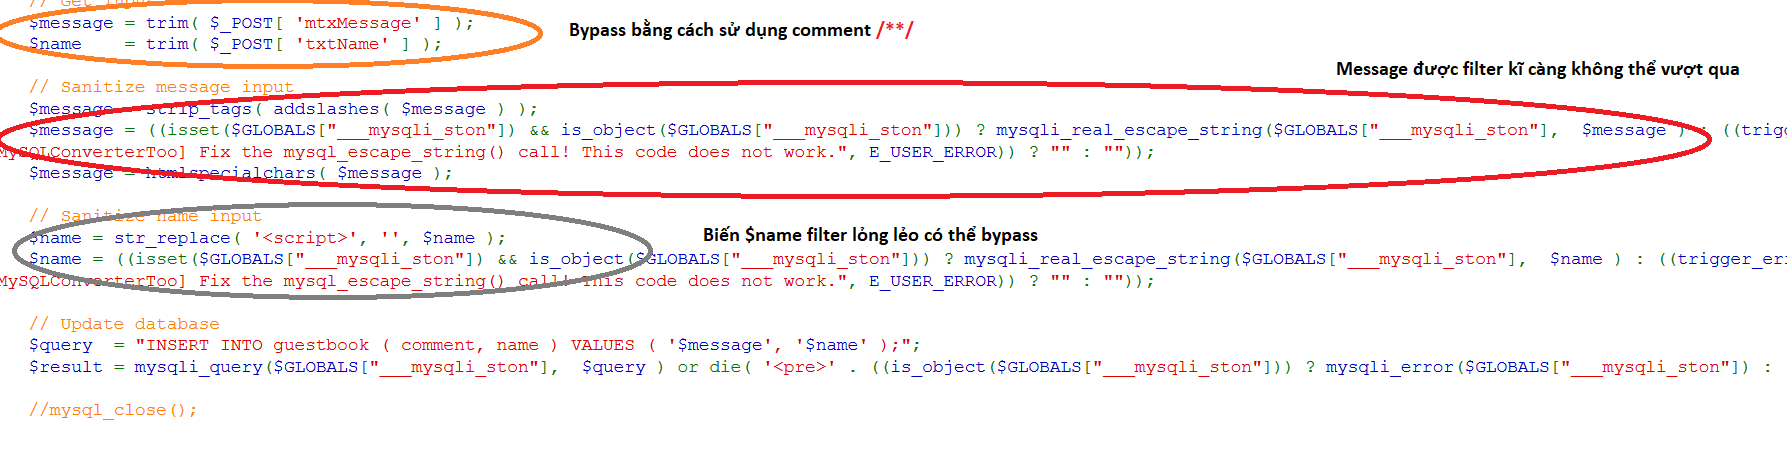 // Get input
$message = trim( $_POST[ 'mtxMessage' ] );
$name    = trim( $_POST[ 'txtName' ] );
Bypass bằng cách sử dụng comment /**/
Message được filter kĩ càng không thể vượt qua
// Sanitize message input
$message = strip_tags( addslashes( $message ) );
$message = ((isset($GLOBALS["___mysqli_ston"]) && is_object($GLOBALS["___mysqli_ston"])) ? mysqli_real_escape_string($GLOBALS["___mysqli_ston"],  $message ) : ((trigg
MySQLConverterToo] Fix the mysql_escape_string() call! This code does not work.", E_USER_ERROR)) ? "" : ""));
$message = htmlspecialchars( $message );
// Sanitize name input
$name = str_replace( '<script>', '', $name );
Biến $name filter lỏng lẻo có thể bypass
$name = ((isset($GLOBALS["___mysqli_ston"]) && is_object($GLOBALS["___mysqli_ston"])) ? mysqli_real_escape_string($GLOBALS["___mysqli_ston"],  $name ) : ((trigger_err
MySQLConverterToo] Fix the mysql_escape_string() call! This code does not work.", E_USER_ERROR)) ? "" : ""));
// Update database
$query  = "INSERT INTO guestbook ( comment, name ) VALUES ( '$message', '$name' );";
$result = mysqli_query($GLOBALS["___mysqli_ston"],  $query ) or die( '<pre>' . ((is_object($GLOBALS["___mysqli_ston"])) ? mysqli_error($GLOBALS["___mysqli_ston"]) :
//mysql_close();